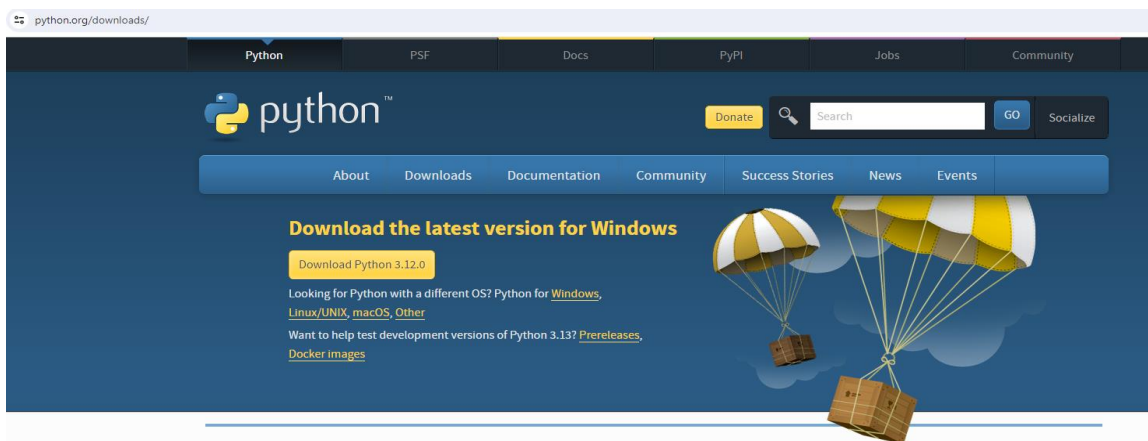 python.org/downloads/
Python PSF Docs PyPI Jobs Community
python™
Donate Search GO Socialize
About Downloads Documentation Community Success Stories News Events
Download the latest version for Windows
Download Python 3.12.0
Looking for Python with a different OS? Python for Windows,
Linux/UNIX, macOS, Other
Want to help test development versions of Python 3.13? Prereleases,
Docker images